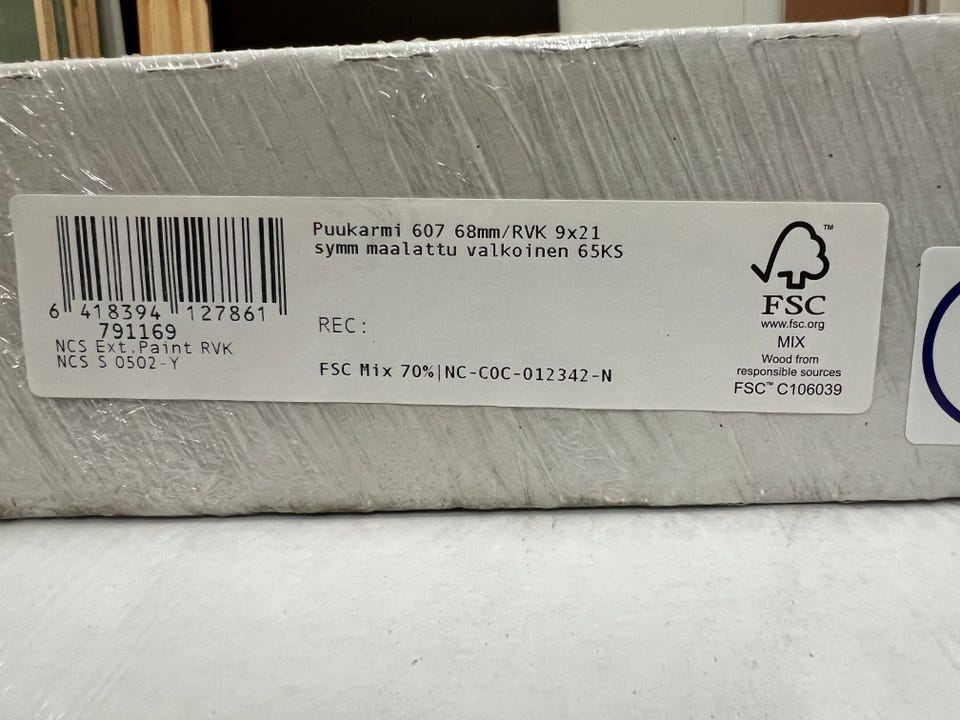 Puukarmi 607 68mm/RVK 9x21
symm maalattu valkoinen 65KS
6 418394 127861
791169
NCS Ext.Paint RVK
NCS S 0502-Y
REC:
FSC Mix 70%|NC-COC-012342-N
™
FSC
www.fsc.org
MIX
Wood from
responsible sources
FSC™ C106039